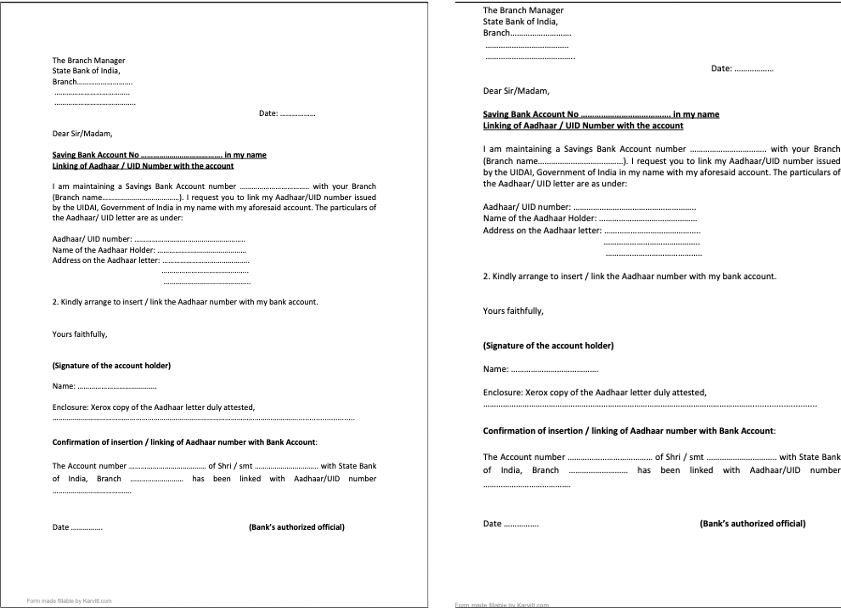 The Branch Manager
State Bank of India,
Branch……………………….
…………………………….
…………………………….
Date: ……………
Dear Sir/Madam,
Saving Bank Account No ……………………………… in my name
Linking of Aadhaar / UID Number with the account
I am maintaining a Savings Bank Account number ………………………… with your Branch
(Branch name……………………………). I request you to link my Aadhaar/UID number issued
by the UIDAI, Government of India in my name with my aforesaid account. The particulars of
the Aadhaar/ UID letter are as under:
Aadhaar/ UID number: …………………………………………
Name of the Aadhaar Holder: …………………………………
Address on the Aadhaar letter: ………………………………..
…………………………………
…………………………………
2. Kindly arrange to insert / link the Aadhaar number with my bank account.
Yours faithfully,
(Signature of the account holder)
Name: ……………………………..
Enclosure: Xerox copy of the Aadhaar letter duly attested,
………………………………………………………………………………………………………………
Confirmation of insertion / linking of Aadhaar number with Bank Account:
The Account number …………………………… of Shri / smt ……………………… with State Bank
of India, Branch …………………… has been linked with Aadhaar/UID number
…………………………….
Date …………. (Bank's authorized official)
Form made fillable by Karvitt.com
The Branch Manager
State Bank of India,
Branch……………………….
…………………………….
…………………………….
Date: ……………
Dear Sir/Madam,
Saving Bank Account No ……………………………… in my name
Linking of Aadhaar / UID Number with the account
I am maintaining a Savings Bank Account number ………………………… with your Branch
(Branch name……………………………). I request you to link my Aadhaar/UID number issued
by the UIDAI, Government of India in my name with my aforesaid account. The particulars of
the Aadhaar/ UID letter are as under:
Aadhaar/ UID number: …………………………………………
Name of the Aadhaar Holder: …………………………………
Address on the Aadhaar letter: ………………………………..
…………………………………
…………………………………
2. Kindly arrange to insert / link the Aadhaar number with my bank account.
Yours faithfully,
(Signature of the account holder)
Name: ……………………………..
Enclosure: Xerox copy of the Aadhaar letter duly attested,
………………………………………………………………………………………………………………
Confirmation of insertion / linking of Aadhaar number with Bank Account:
The Account number …………………………… of Shri / smt ……………………… with State Bank
of India, Branch …………………… has been linked with Aadhaar/UID number
…………………………….
Date …………. (Bank's authorized official)
Form made fillable by Karvitt.com